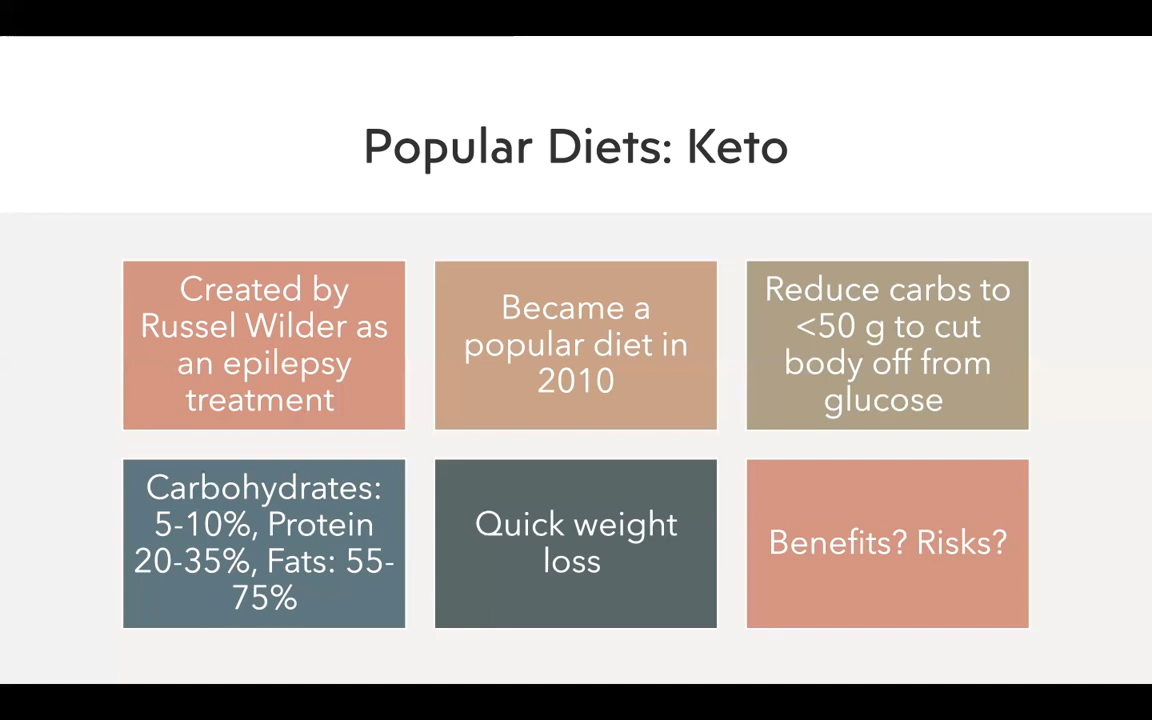 Popular Diets: Keto
Created by
Russel Wilder as
an epilepsy
treatment
Became a
popular diet in
2010
Reduce carbs to
<50 g to cut
body off from
glucose
Carbohydrates:
5-10%, Protein
20-35%, Fats: 55-
75%
Quick weight
loss
Benefits? Risks?